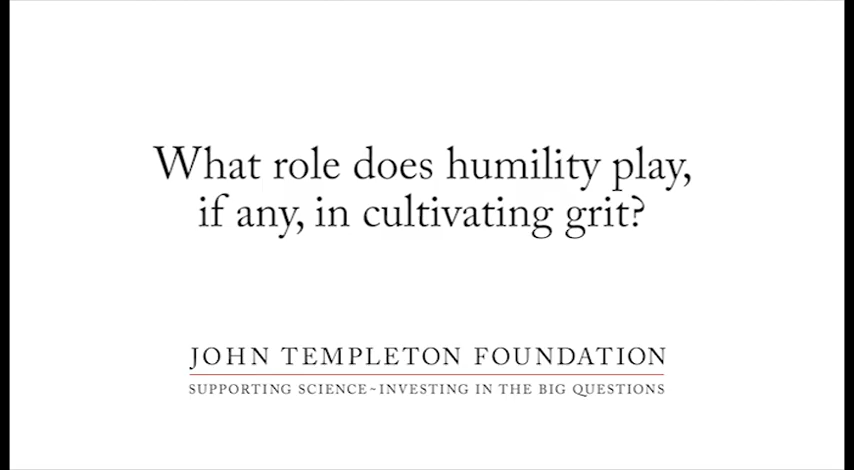 What role does humility play,
if any, in cultivating grit?
JOHN TEMPLETON FOUNDATION
SUPPORTING SCIENCE~INVESTING IN THE BIG QUESTIONS